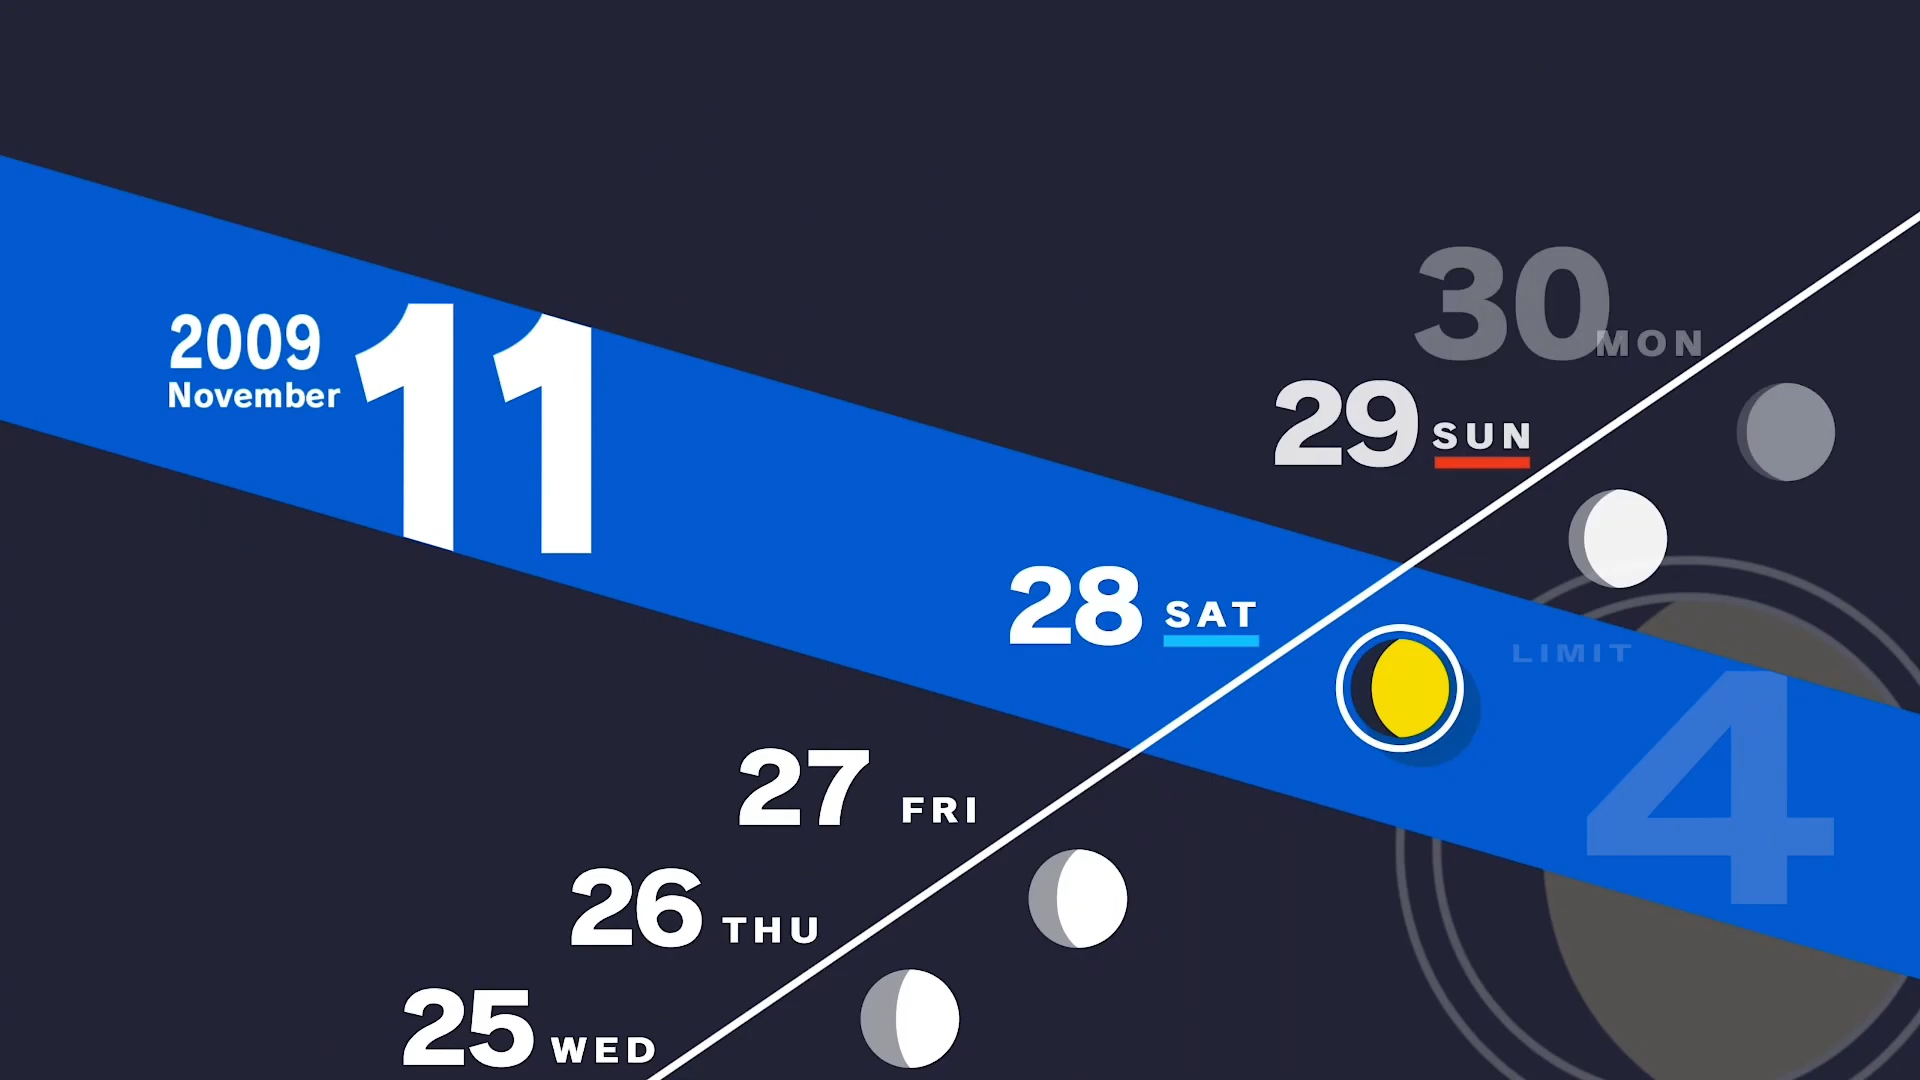 2009
November
11
30 MON
29 SUN
28 SAT
LIMIT
4
27 FRI
26 THU
25 WED